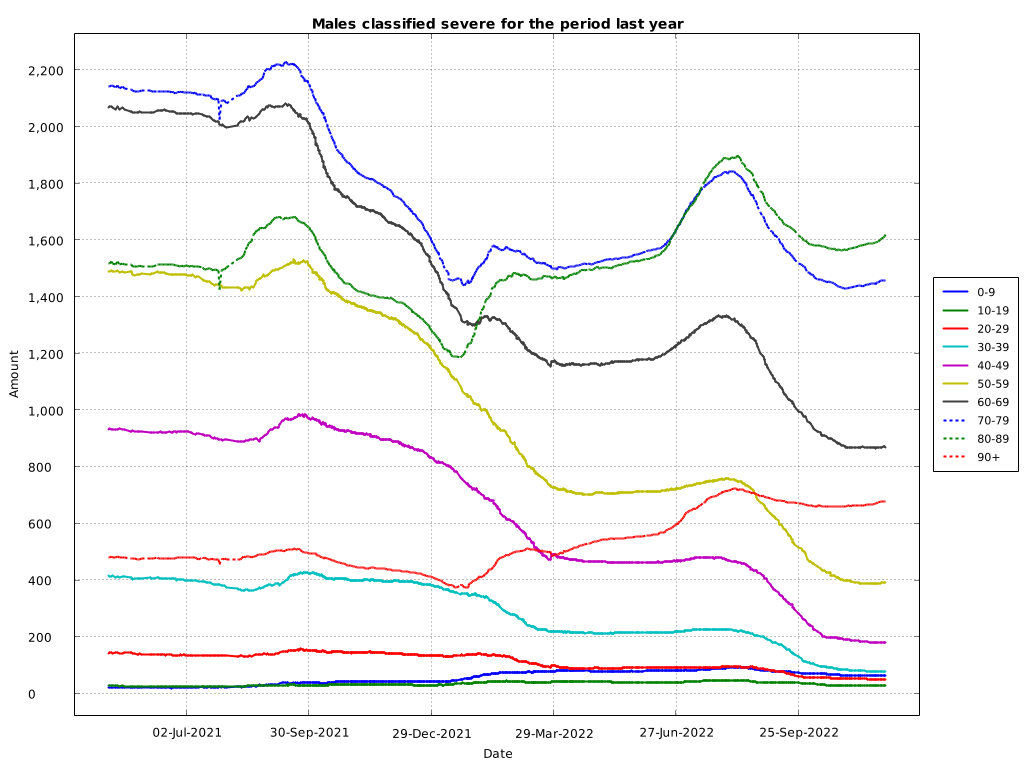 Males classified severe for the period last year
2,200
2,000
1,800
1,600
1,400
1,200
1,000
800
600
400
200
0
Amount
02-Jul-2021
30-Sep-2021
29-Dec-2021
29-Mar-2022
27-Jun-2022
25-Sep-2022
Date
0-9
10-19
20-29
30-39
40-49
50-59
60-69
70-79
80-89
90+